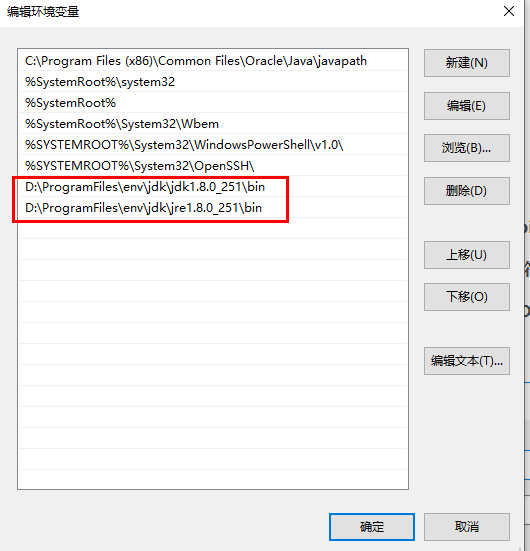 编辑环境变量
C:\Program Files (x86)\Common Files\Oracle\Java\javapath
%SystemRoot%\system32
%SystemRoot%
%SystemRoot%\System32\Wbem
%SYSTEMROOT%\System32\WindowsPowerShell\v1.0\
%SYSTEMROOT%\System32\OpenSSH\
D:\ProgramFiles\env\jdk\jdk1.8.0_251\bin
D:\ProgramFiles\env\jdk\jre1.8.0_251\bin
新建(N)
编辑(E)
浏览(B)...
删除(D)
上移(U)
下移(O)
编辑文本(T)...
确定
取消